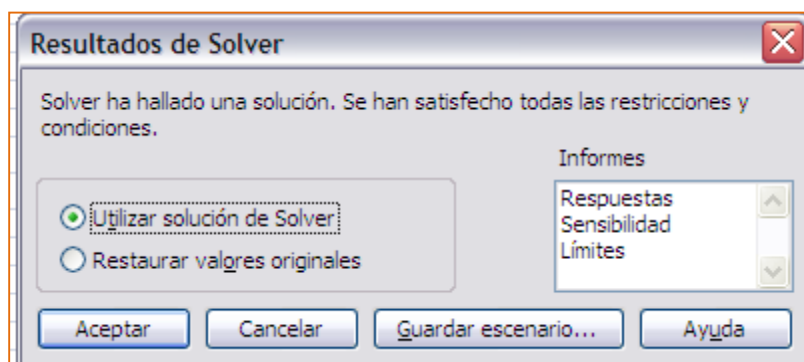 Resultados de Solver
Solver ha hallado una solución. Se han satisfecho todas las restricciones y
condiciones.
Informes
Utilizar solución de Solver
Restaurar valores originales
Respuestas
Sensibilidad
Límites
Aceptar
Cancelar
Guardar escenario...
Ayuda